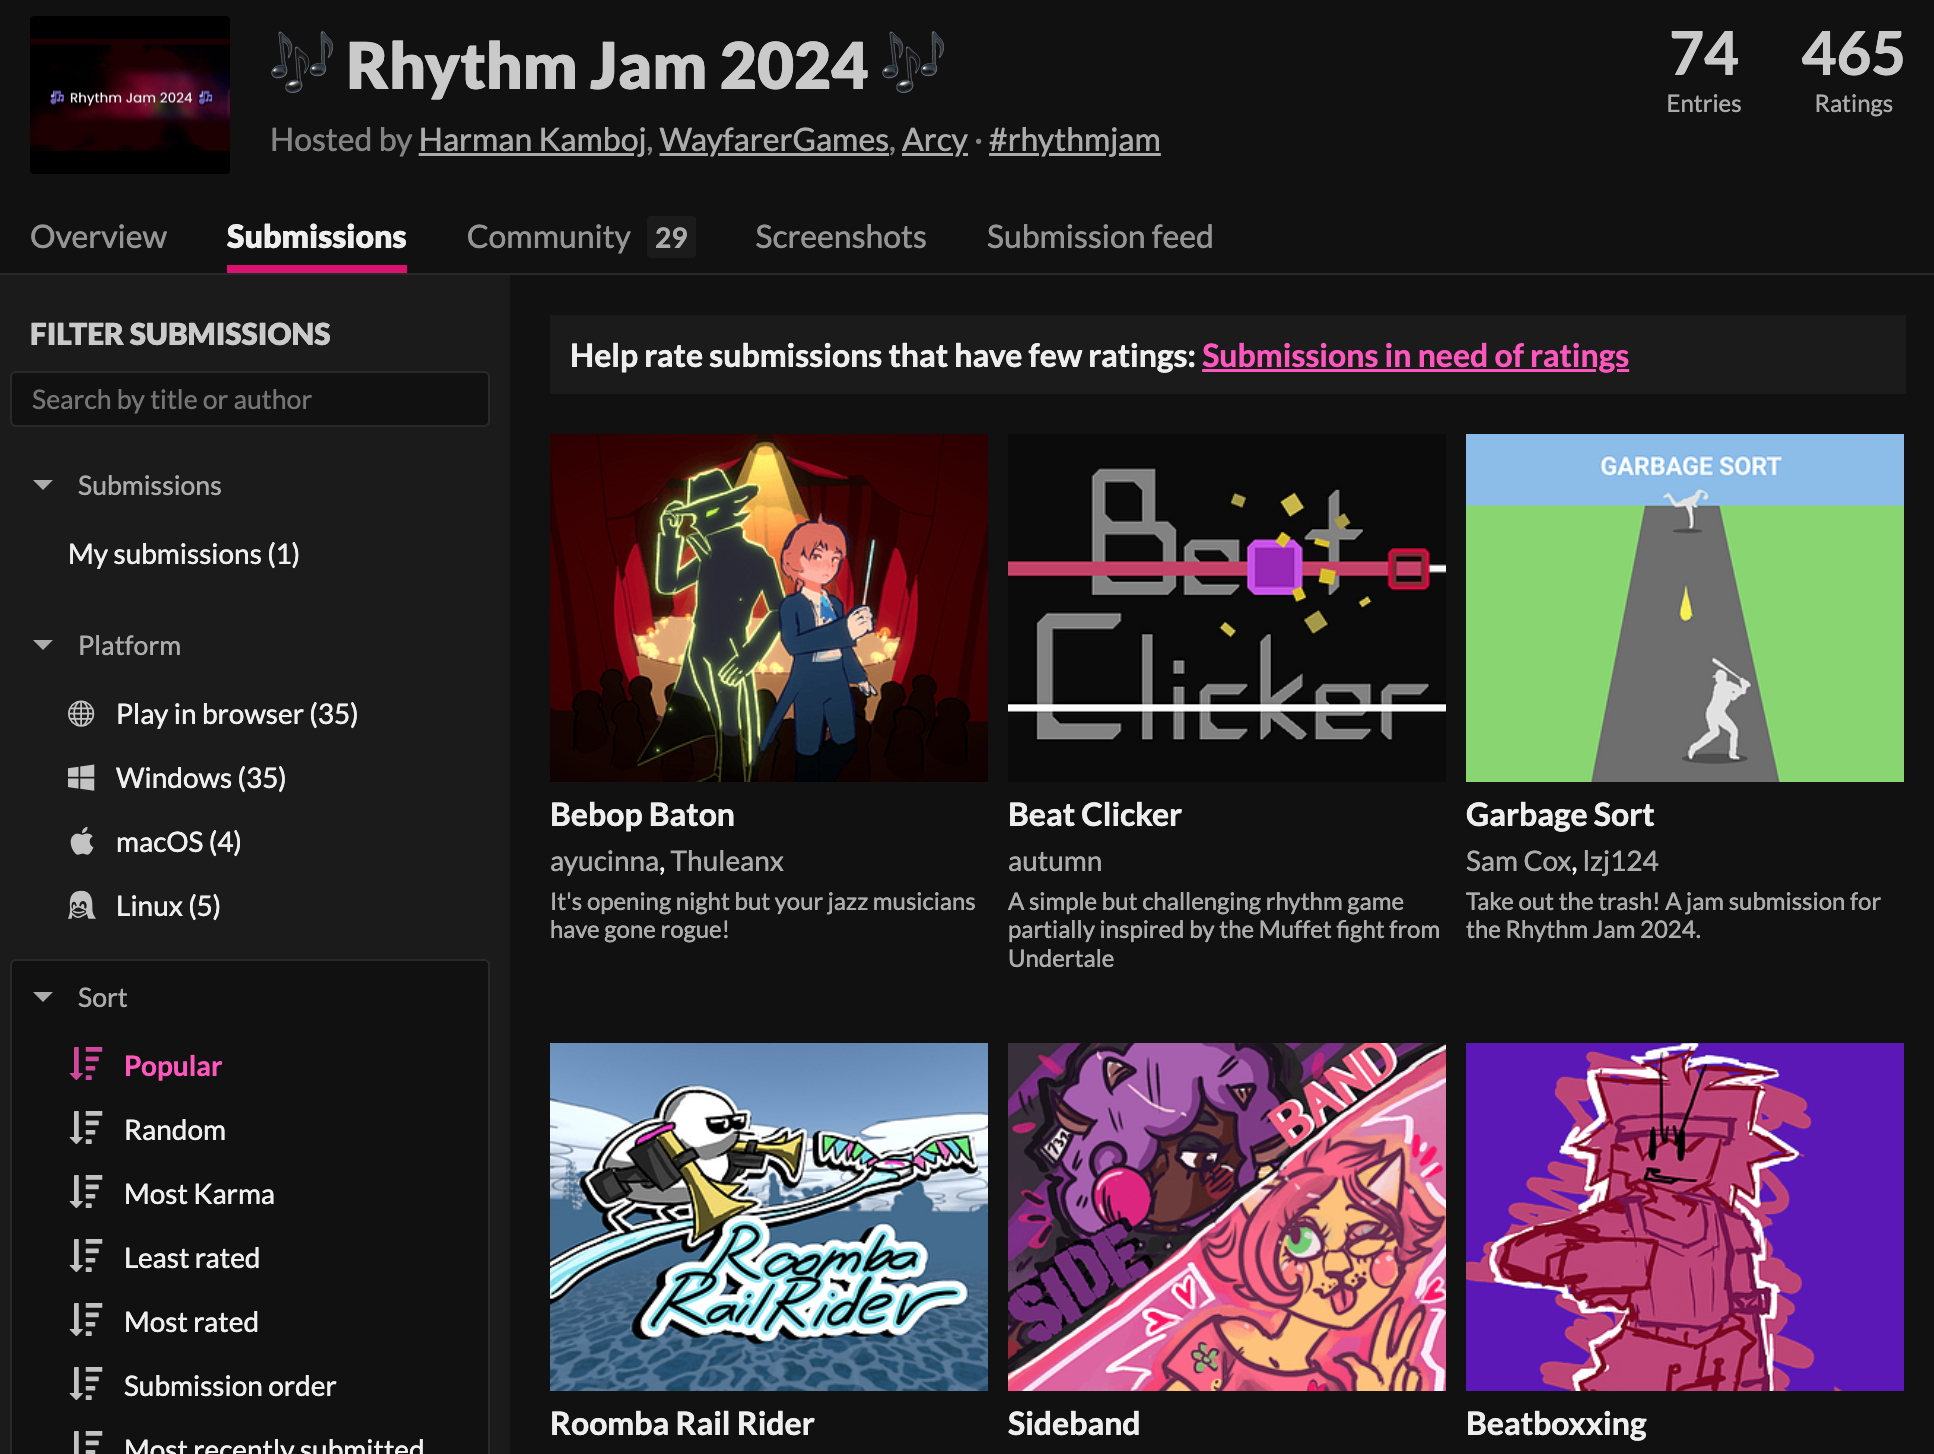 Rhythm Jam 2024
Rhythm Jam 2024
Hosted by Harman Kamboj, WayfarerGames, Arcy · #rhythmjam
74
Entries
465
Ratings
Overview
Submissions
Community 29
Screenshots
Submission feed
FILTER SUBMISSIONS
Search by title or author
Submissions
My submissions (1)
Platform
Play in browser (35)
Windows (35)
macOS (4)
Linux (5)
Sort
Popular
Random
Most Karma
Least rated
Most rated
Submission order
Most recently submitted
Help rate submissions that have few ratings: Submissions in need of ratings
Beat
Clicker
GARBAGE SORT
Bebop Baton
ayucinna, Thuleanx
It's opening night but your jazz musicians
have gone rogue!
Beat Clicker
autumn
A simple but challenging rhythm game
partially inspired by the Muffet fight from
Undertale
Garbage Sort
Sam Cox, lzj124
Take out the trash! A jam submission for
the Rhythm Jam 2024.
Roomba
RailRider
SIDE
BAND
Roomba Rail Rider
Sideband
Beatboxxing